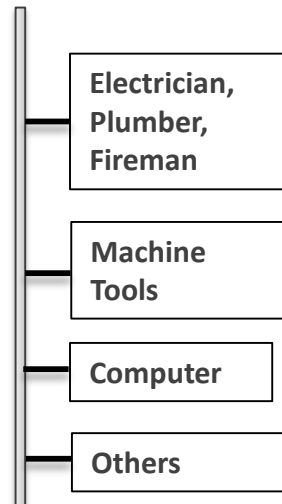 Electrician,
Plumber,
Fireman
Machine
Tools
Computer
Others